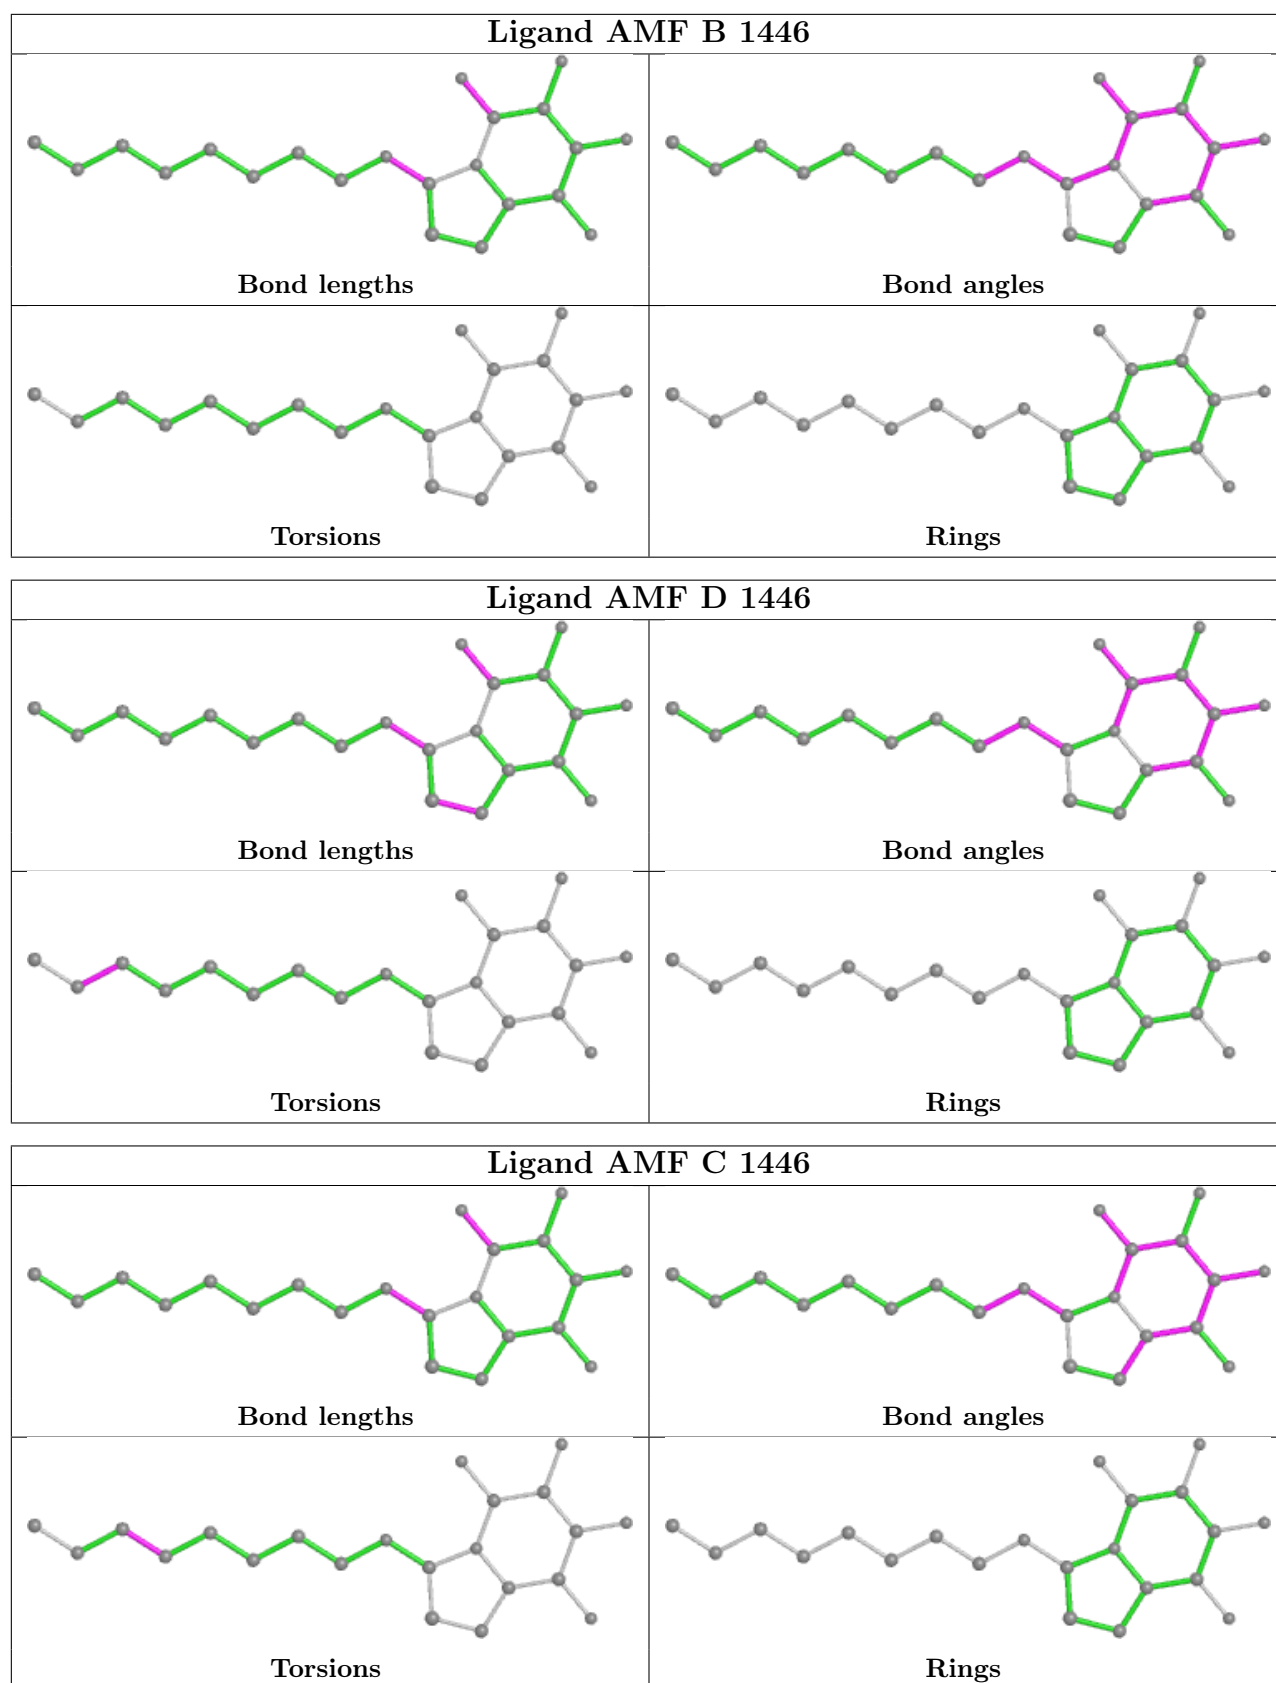 Ligand AMF B 1446
Bond lengths
Bond angles
Torsions
Rings
Ligand AMF D 1446
Bond lengths
Bond angles
Torsions
Rings
Ligand AMF C 1446
Bond lengths
Bond angles
Torsions
Rings